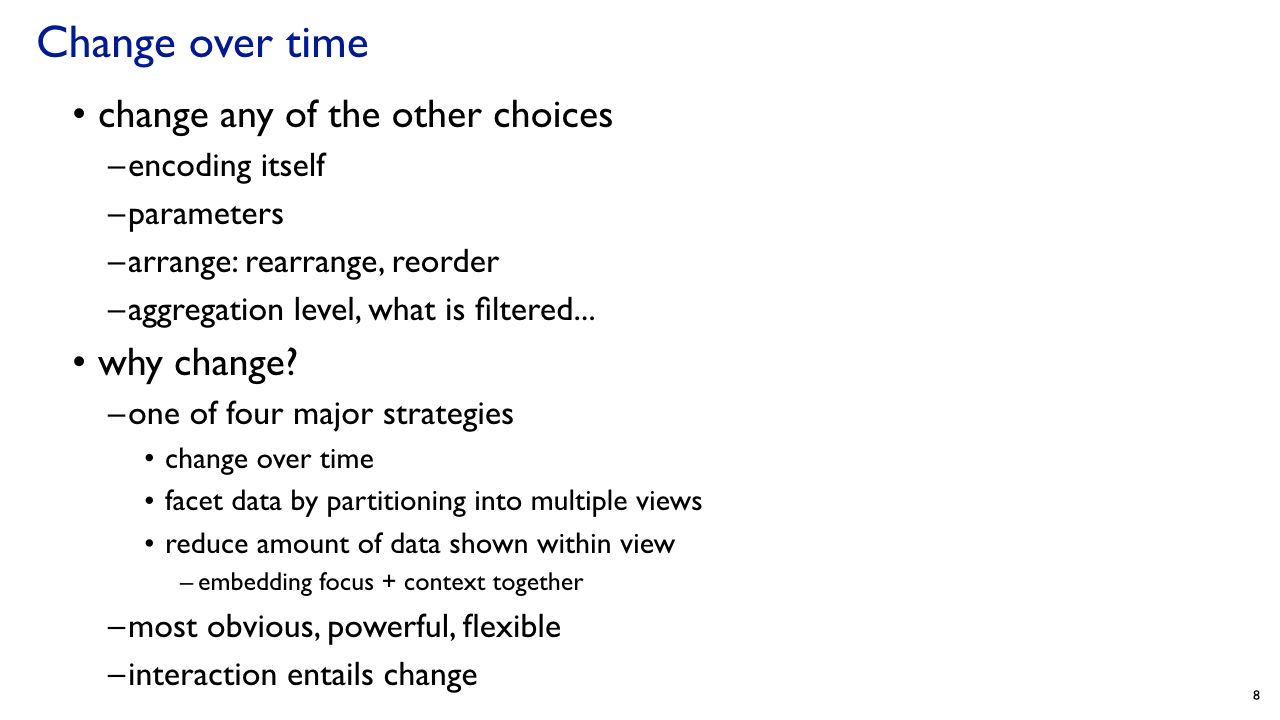 Change over time
• change any of the other choices
–encoding itself
–parameters
–arrange: rearrange, reorder
–aggregation level, what is filtered...
• why change?
–one of four major strategies
• change over time
• facet data by partitioning into multiple views
• reduce amount of data shown within view
– embedding focus + context together
–most obvious, powerful, flexible
–interaction entails change
8